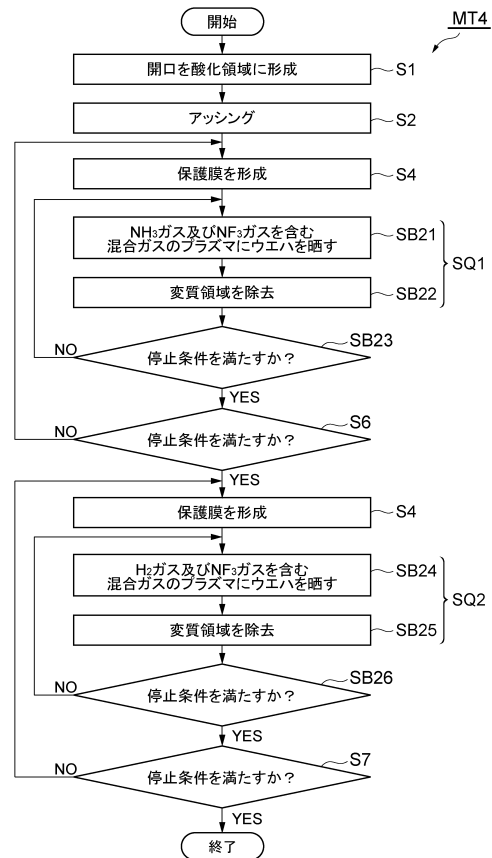 MT4
開始
開口を酸化領域に形成
S1
アッシング
S2
保護膜を形成
S4
NH3ガス及びNF3ガスを含む
混合ガスのプラズマにウエハを晒す
SB21
変質領域を除去
SB22
SQ1
停止条件を満たすか?
SB23
NO
YES
停止条件を満たすか?
S6
NO
YES
保護膜を形成
S4
H2ガス及びNF3ガスを含む
混合ガスのプラズマにウエハを晒す
SB24
変質領域を除去
SB25
SQ2
停止条件を満たすか?
SB26
NO
YES
停止条件を満たすか?
S7
NO
YES
終了